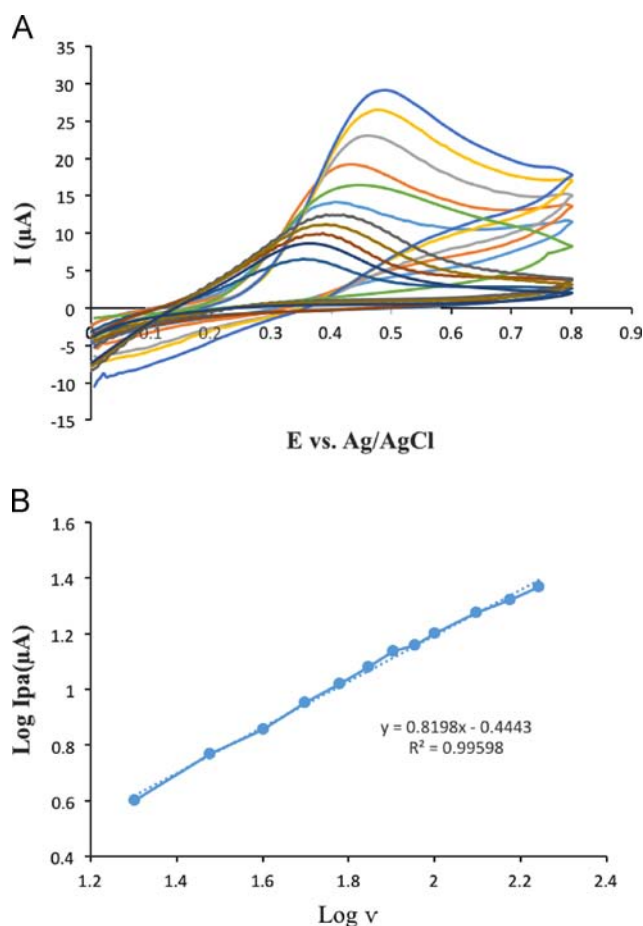 A
35
30
25
20
15
10
5
0
-5
-10
-15
I (µA)
0 0.1 0.2 0.3 0.4 0.5 0.6 0.7 0.8 0.9
E vs. Ag/AgCl
B
1.6
1.4
1.2
1
0.8
0.6
0.4
Log Ipa(µA)
y = 0.8198x - 0.4443
R² = 0.99598
1.2 1.4 1.6 1.8 2 2.2 2.4
Log v